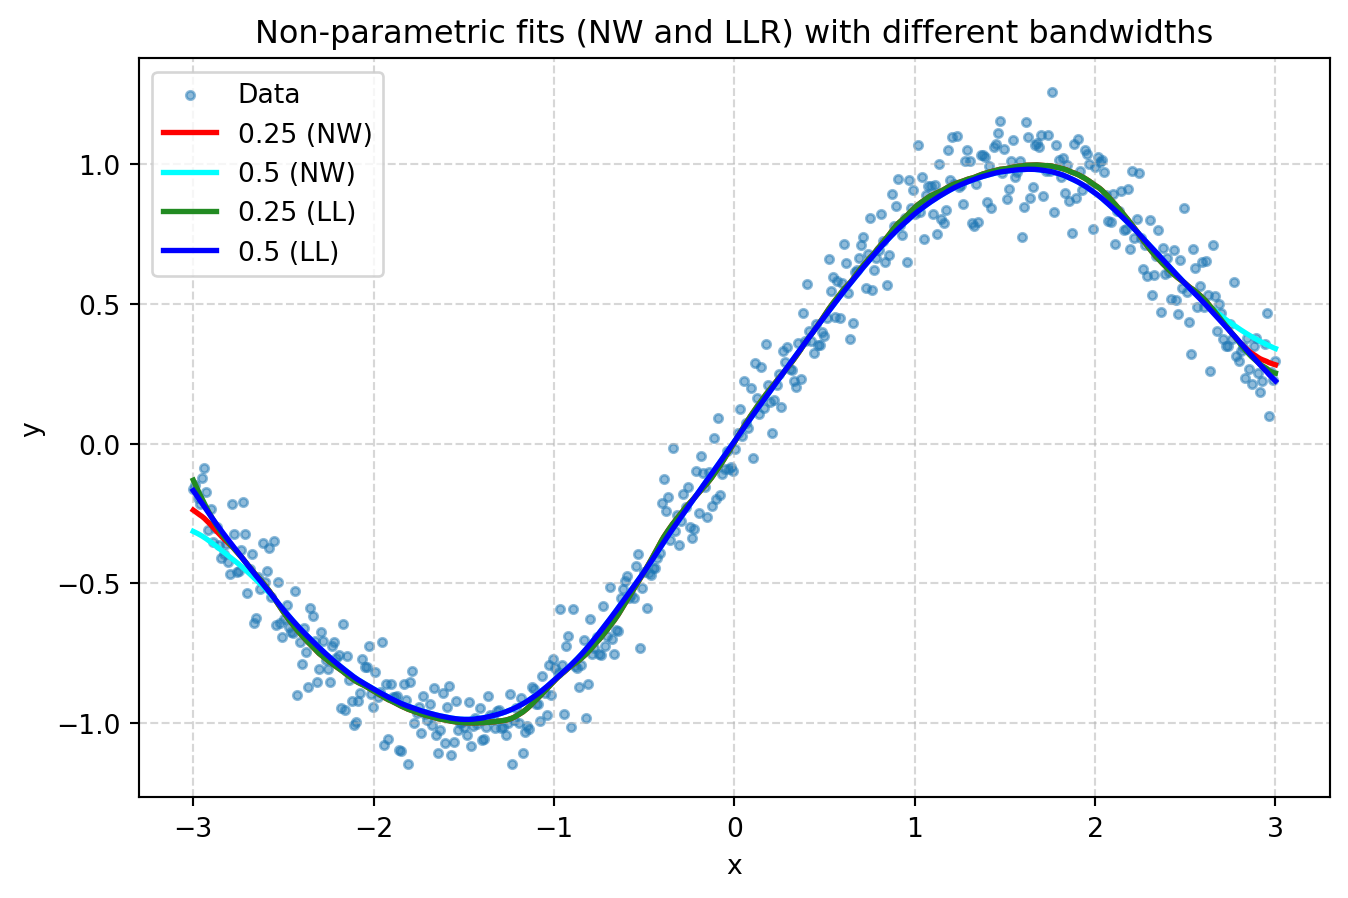 Non-parametric fits (NW and LLR) with different bandwidths
Data
0.25 (NW)
0.5 (NW)
0.25 (LL)
0.5 (LL)
1.0
0.5
0.0
−0.5
−1.0
y
−3 −2 −1 0 1 2 3
x